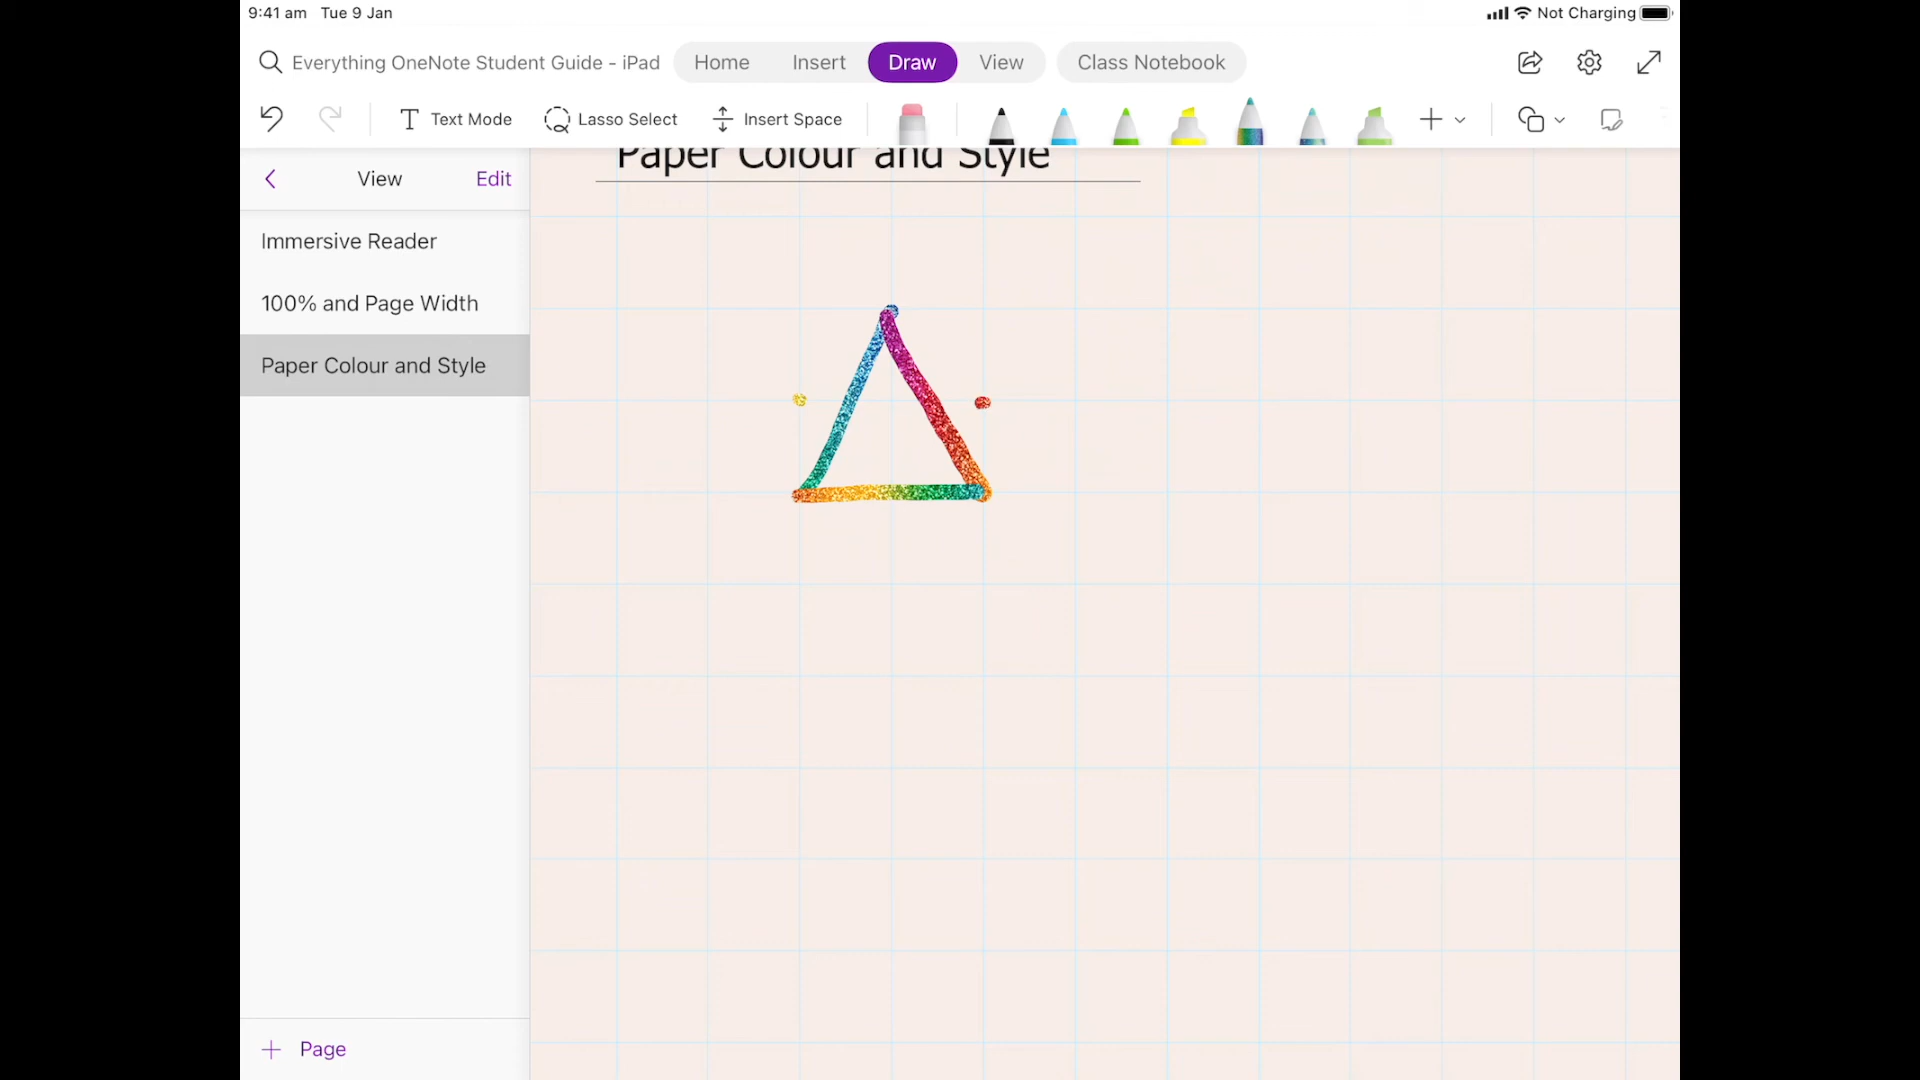 9:41 am Tue 9 Jan Not Charging
Everything OneNote Student Guide - iPad Home Insert Draw View Class Notebook
Text Mode Lasso Select Insert Space
Paper Colour and Style
View Edit
Immersive Reader
100% and Page Width
Paper Colour and Style
Page